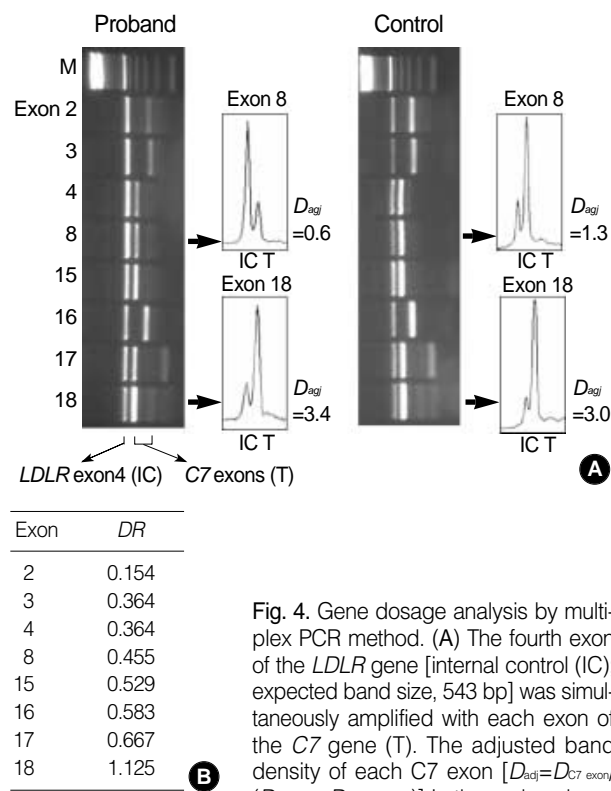 Proband Control
M
Exon 2
3
4
8
15
16
17
18
Exon 8
Dagj
=0.6
IC T
Exon 18
Dagj
=3.4
IC T
Exon 8
Dagj
=1.3
IC T
Exon 18
Dagj
=3.0
IC T
LDLR exon4 (IC) C7 exons (T)
A
Exon DR
2 0.154
3 0.364
4 0.364
8 0.455
15 0.529
16 0.583
17 0.667
18 1.125
B
Fig. 4. Gene dosage analysis by multi-
plex PCR method. (A) The fourth exon
of the LDLR gene [internal control (IC)
expected band size, 543 bp] was simul-
taneously amplified with each exon of
the C7 gene (T). The adjusted band
density of each C7 exon [Dadj=DC7 exon/